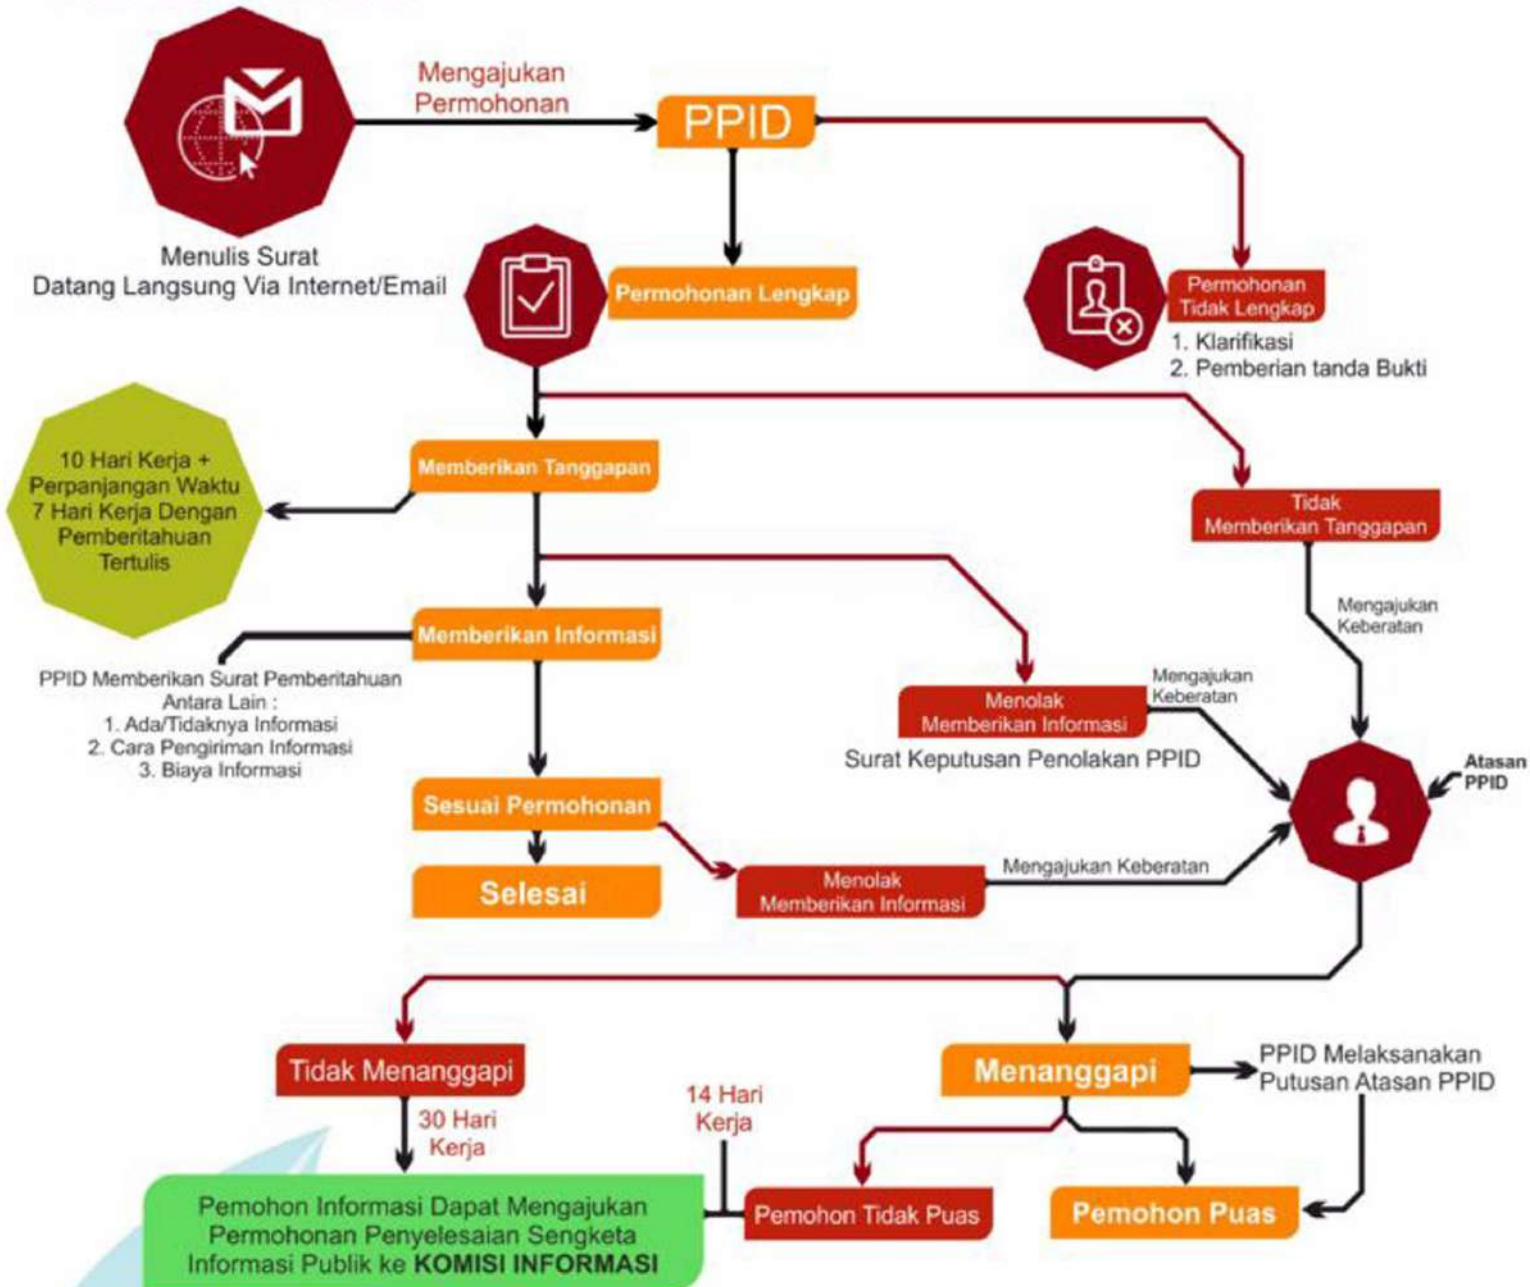 Mengajukan
Permohonan
PPID
Menulis Surat
Datang Langsung Via Internet/Email
Permohonan Lengkap
Permohonan
Tidak Lengkap
1. Klarifikasi
2. Pemberian tanda Bukti
10 Hari Kerja +
Perpanjangan Waktu
7 Hari Kerja Dengan
Pemberitahuan
Tertulis
Memberikan Tanggapan
Tidak
Memberikan Tanggapan
Mengajukan
Keberatan
Memberikan Informasi
PPID Memberikan Surat Pemberitahuan
Antara Lain :
1. Ada/Tidaknya Informasi
2. Cara Pengiriman Informasi
3. Biaya Informasi
Menolak
Memberikan Informasi
Surat Keputusan Penolakan PPID
Mengajukan
Keberatan
Atasan
PPID
Sesuai Permohonan
Selesai
Menolak
Memberikan Informasi
Mengajukan Keberatan
Tidak Menanggapi
30 Hari
Kerja
Menanggapi
PPID Melaksanakan
Putusan Atasan PPID
14 Hari
Kerja
Pemohon Informasi Dapat Mengajukan
Permohonan Penyelesaian Sengketa
Informasi Publik ke KOMISI INFORMASI
Pemohon Tidak Puas
Pemohon Puas